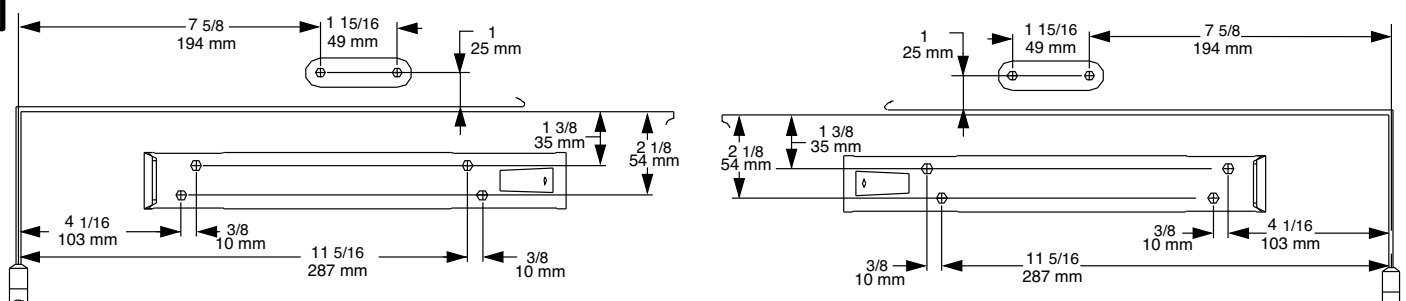 7 5/8
194 mm
1 15/16
49 mm
1
25 mm
1 3/8
35 mm
2 1/8
54 mm
4 1/16
103 mm
3/8
10 mm
11 5/16
287 mm
3/8
10 mm
1
25 mm
1 15/16
49 mm
7 5/8
194 mm
2 1/8
54 mm
1 3/8
35 mm
3/8
10 mm
4 1/16
103 mm
3/8
10 mm
11 5/16
287 mm